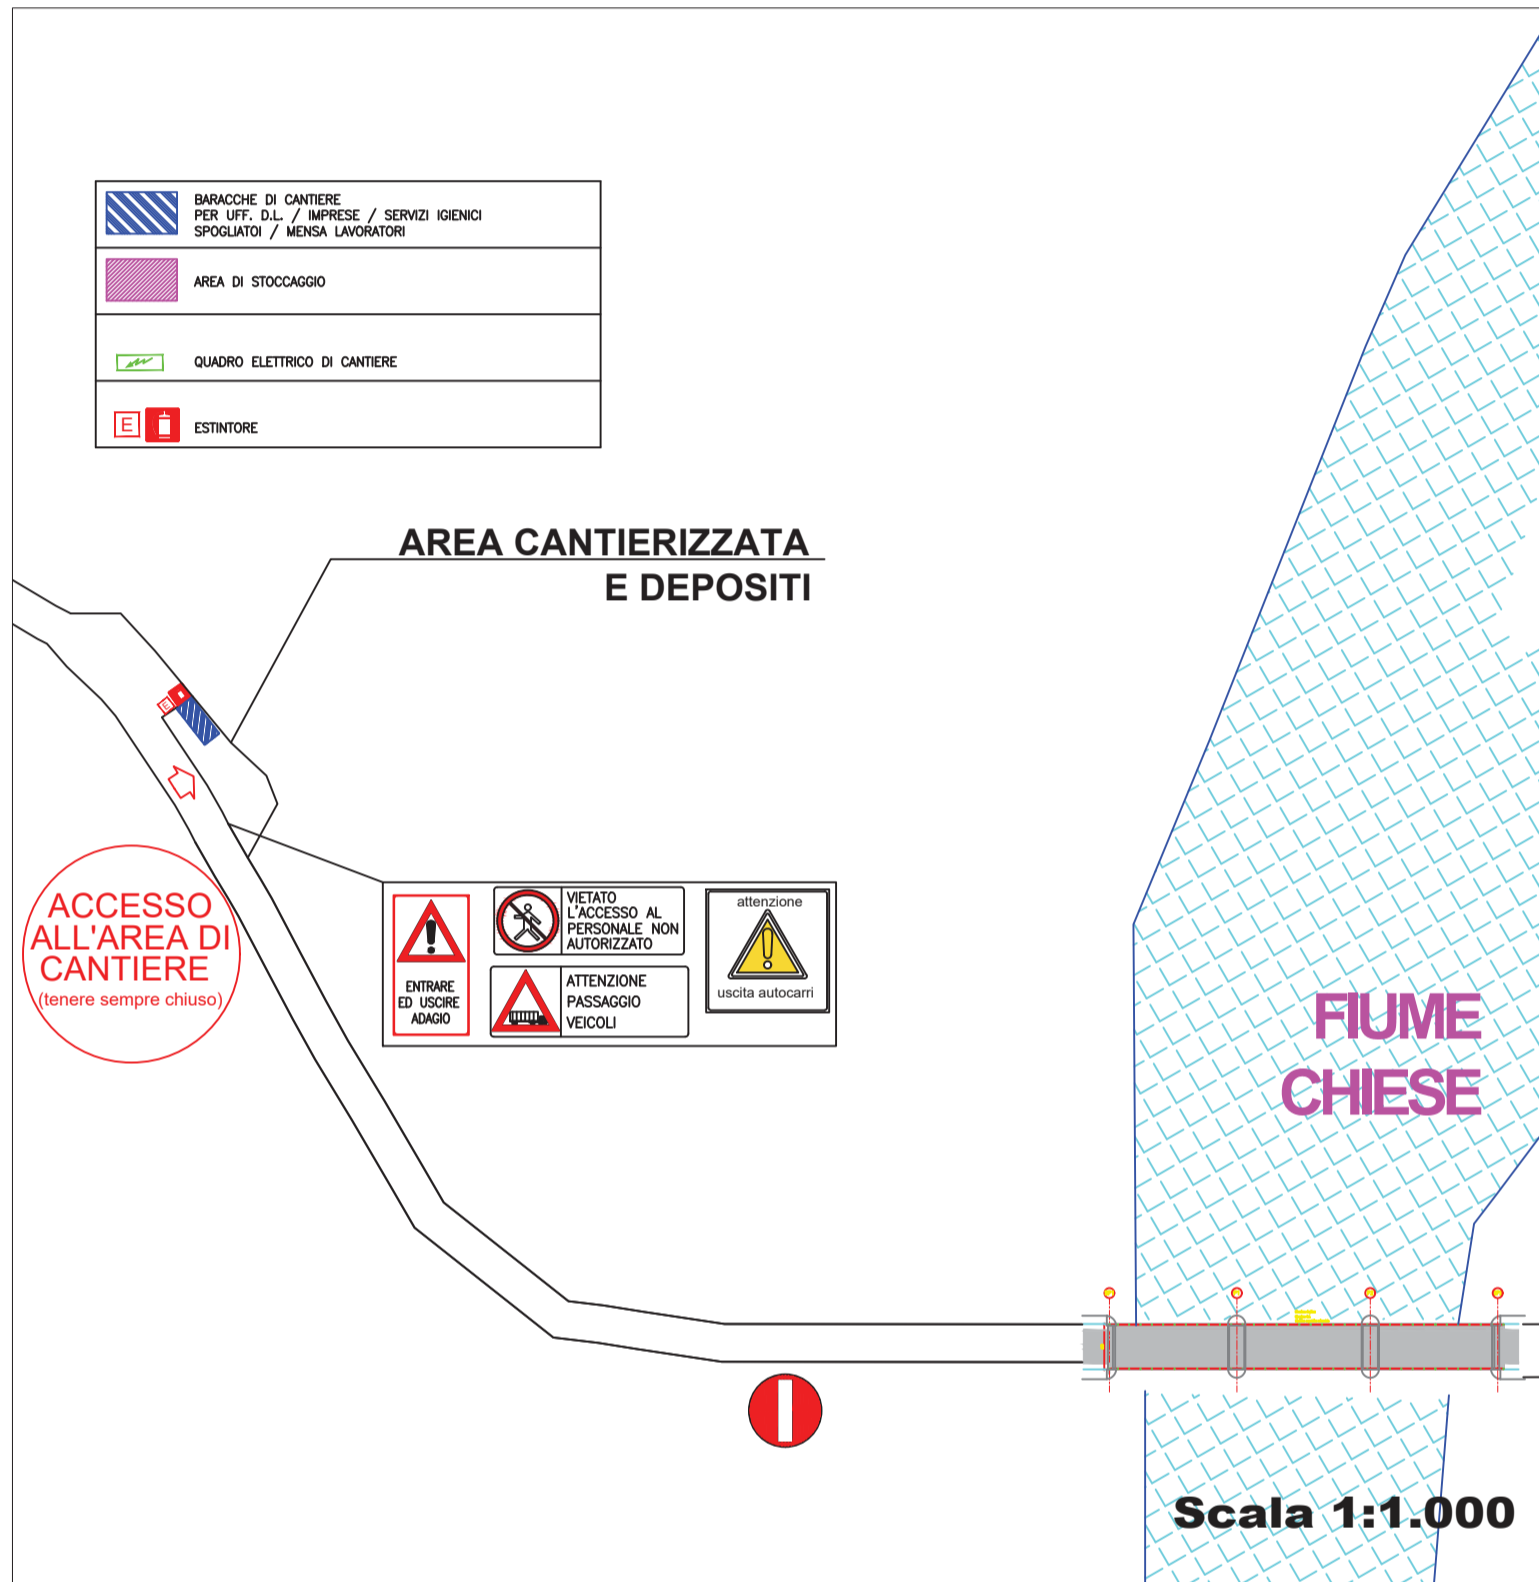 BARACCHE DI CANTIERE
PER UFF. D.L. / IMPRESE / SERVIZI IGIENICI
SPOGLIATOI / MENSA LAVORATORI
AREA DI STOCCAGGIO
QUADRO ELETTRICO DI CANTIERE
E
ESTINTORE
AREA CANTIERIZZATA
E DEPOSITI
E
ACCESSO
ALL'AREA DI
CANTIERE
(tenere sempre chiuso)
ENTRARE
ED USCIRE
ADAGIO
VIETATO
L'ACCESSO AL
PERSONALE NON
AUTORIZZATO
ATTENZIONE
PASSAGGIO
VEICOLI
attenzione
uscita autocarri
FIUME
CHIESE
Scala 1:1.000